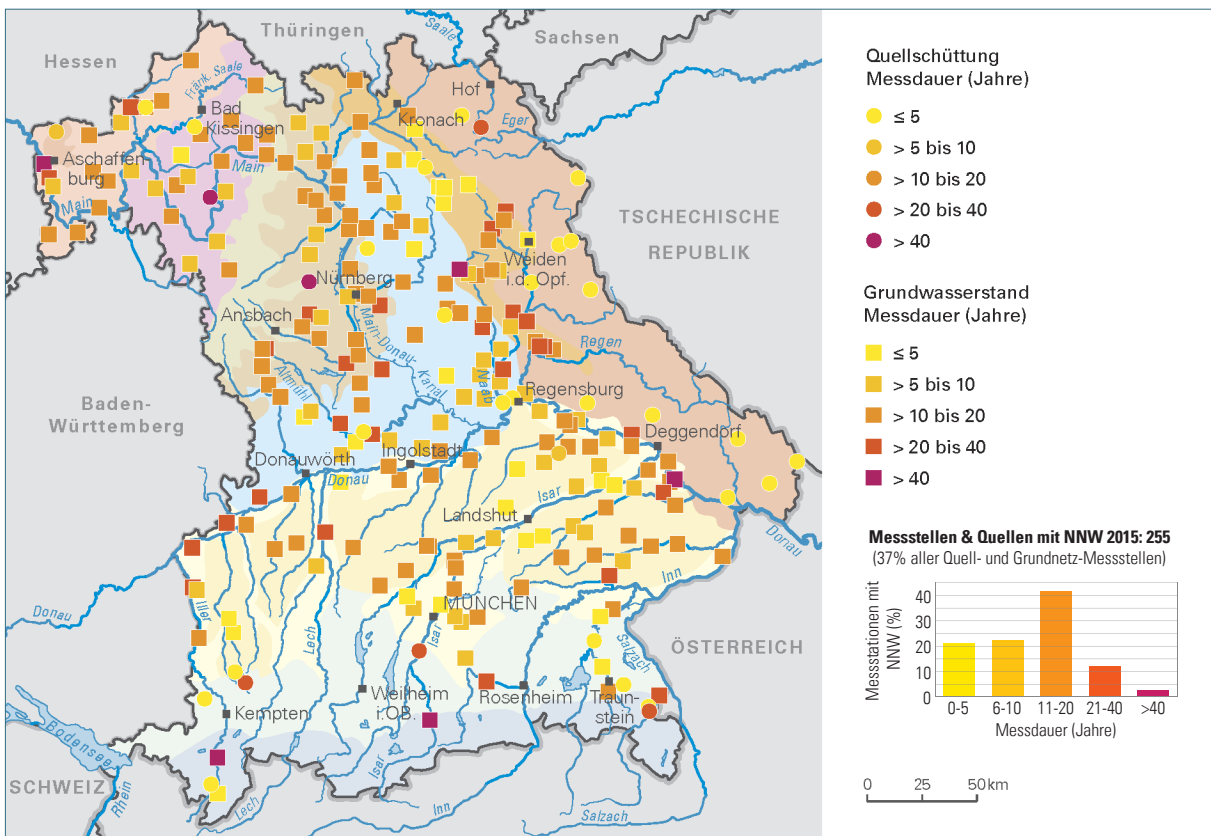 Thüringen
Saale
Sachsen
Hessen
Fränk. Saale
Hof
Bad
Kissingen
Kronach
Eger
Aschaffen
burg
Main
Main
TSCHECHISCHE
REPUBLIK
Weiden
i.d. Opf.
Nürnberg
Ansbach
Main-Donau-
Kanal
Naab
Regen
Altmühl
Regensburg
Baden-
Württemberg
Deggendorf
Ingolstadt
Donauwörth
Donau
Isar
Landshut
Donau
Inn
MÜNCHEN
Donau
Iller
Lech
Isar
Salzach
ÖSTERREICH
Weilheim
i.OB.
Rosenheim
Traun-
stein
Kempten
Bodensee
Isar
SCHWEIZ
Rhein
Lech
Inn
Salzach
Quellschüttung
Messdauer (Jahre)
≤ 5
> 5 bis 10
> 10 bis 20
> 20 bis 40
> 40
Grundwasserstand
Messdauer (Jahre)
≤ 5
> 5 bis 10
> 10 bis 20
> 20 bis 40
> 40
Messstellen & Quellen mit NNW 2015: 255
(37% aller Quell- und Grundnetz-Messstellen)
Messstationen mit
NNW (%)
40
30
20
10
0
0-5 6-10 11-20 21-40 >40
Messdauer (Jahre)
0 25 50 km